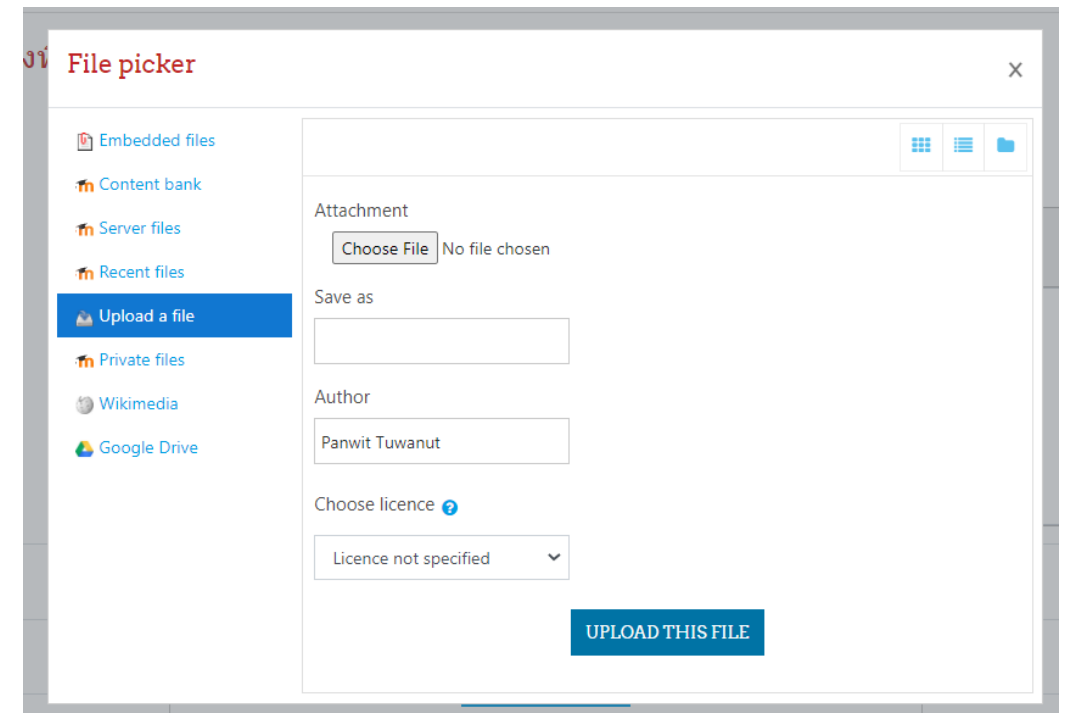 File picker
x
Embedded files
Content bank
Server files
Recent files
Upload a file
Private files
Wikimedia
Google Drive
Attachment
Choose File No file chosen
Save as
Author
Panwit Tuwanut
Choose licence ?
Licence not specified
UPLOAD THIS FILE